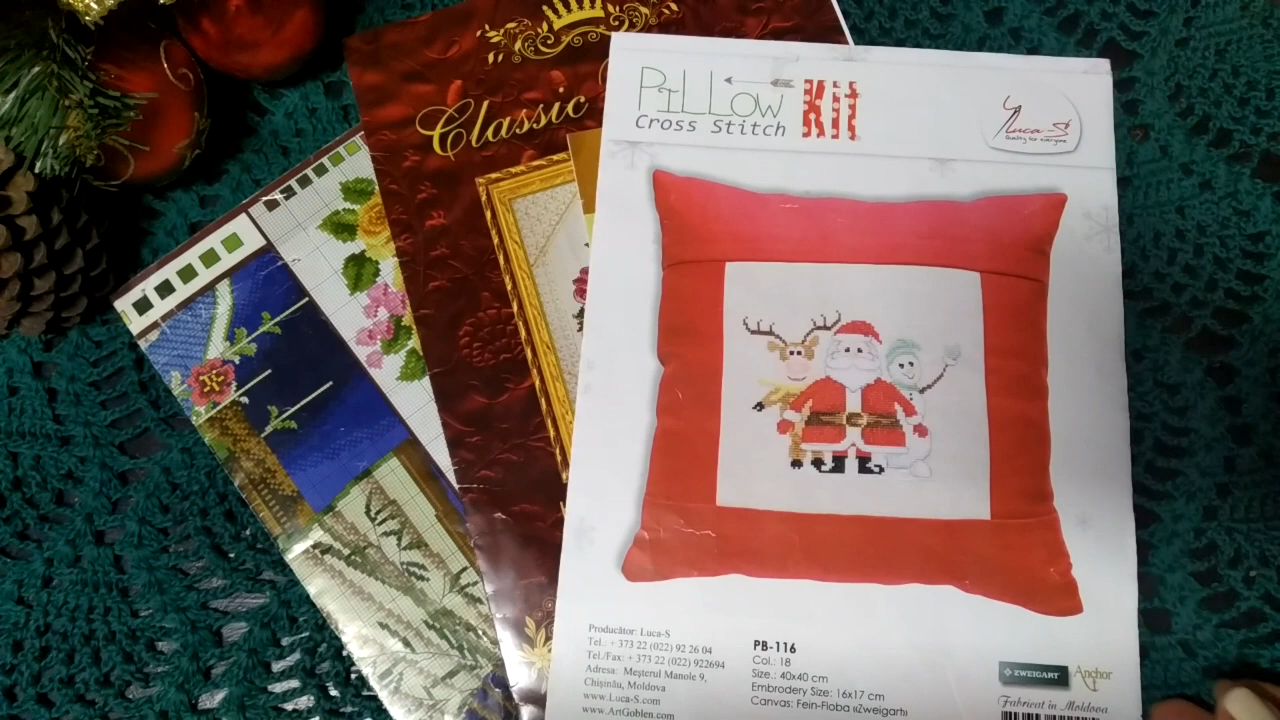 Classic
PiLLow Kit
Cross Stitch
Luca-S
Quality for everyone
Producător: Luca-S
Tel.: + 373 22 (022) 92 26 04
Tel./Fax: + 373 22 (022) 922694
Adresa: Meşterul Manole 9,
Chişinău, Moldova
www.Luca-S.com
www.ArtGoblen.com
PB-116
Col.: 18
Size.: 40x40 cm
Embrodery Size: 16x17 cm
Canvas: Fein-Floba «Zweigart»
ZWEIGART
Anchor
Fabricat in Moldova